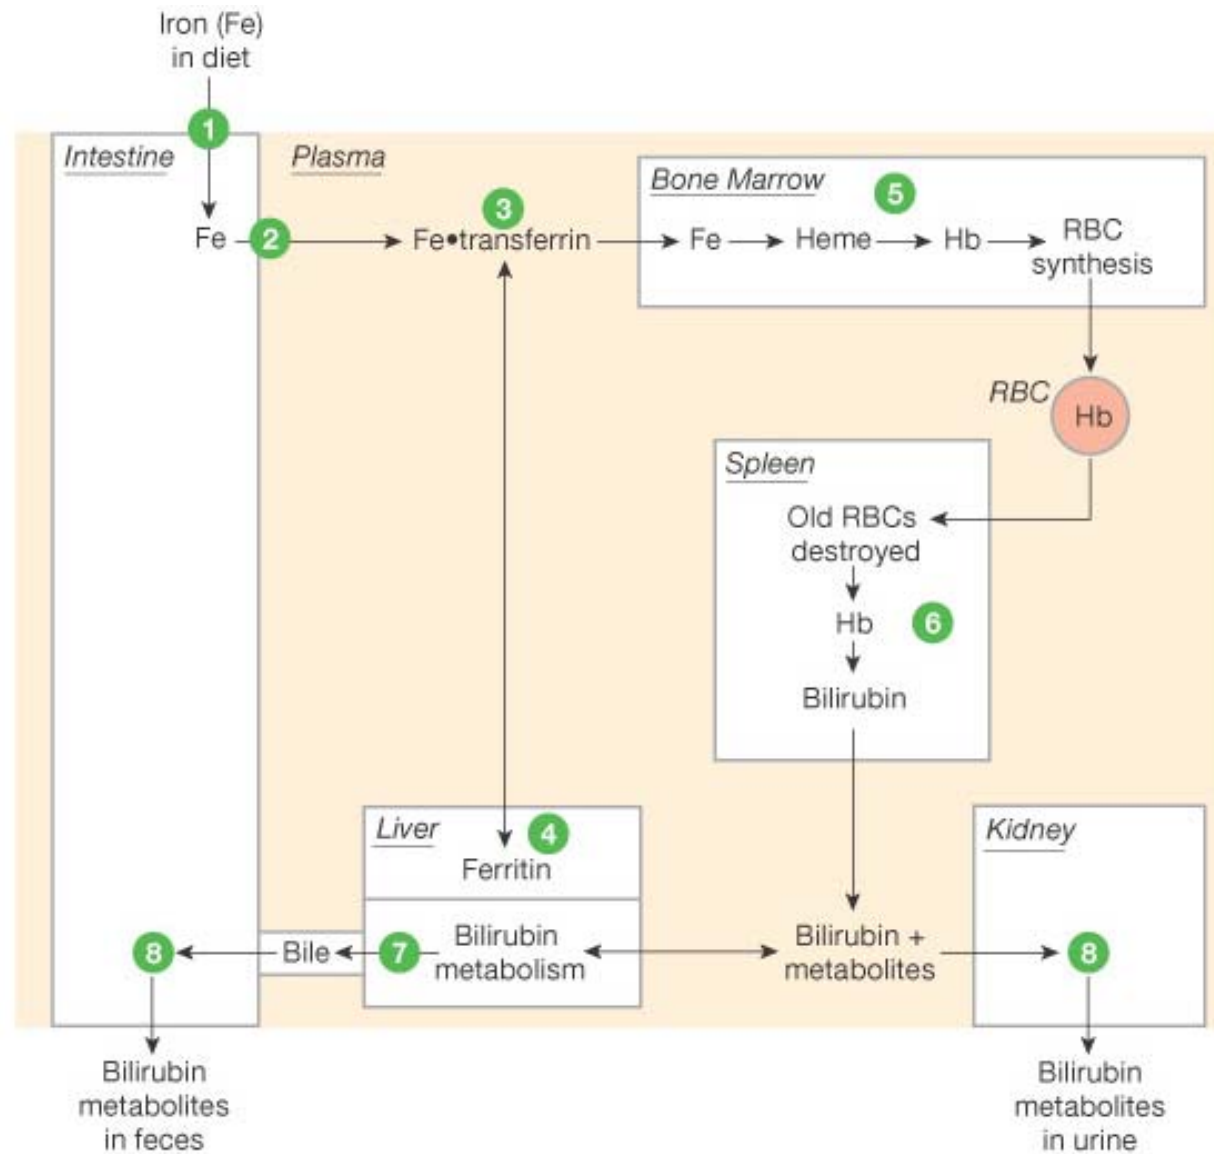 Iron (Fe)
in diet
1
Intestine
Plasma
Bone Marrow
5
3
Fe
2
Fe•transferrin
Fe
Heme
Hb
RBC
synthesis
RBC
Hb
Spleen
Old RBCs
destroyed
Hb
6
Bilirubin
Liver
4
Ferritin
Kidney
8
Bile
7
Bilirubin
metabolism
Bilirubin +
metabolites
8
Bilirubin
metabolites
in feces
Bilirubin
metabolites
in urine